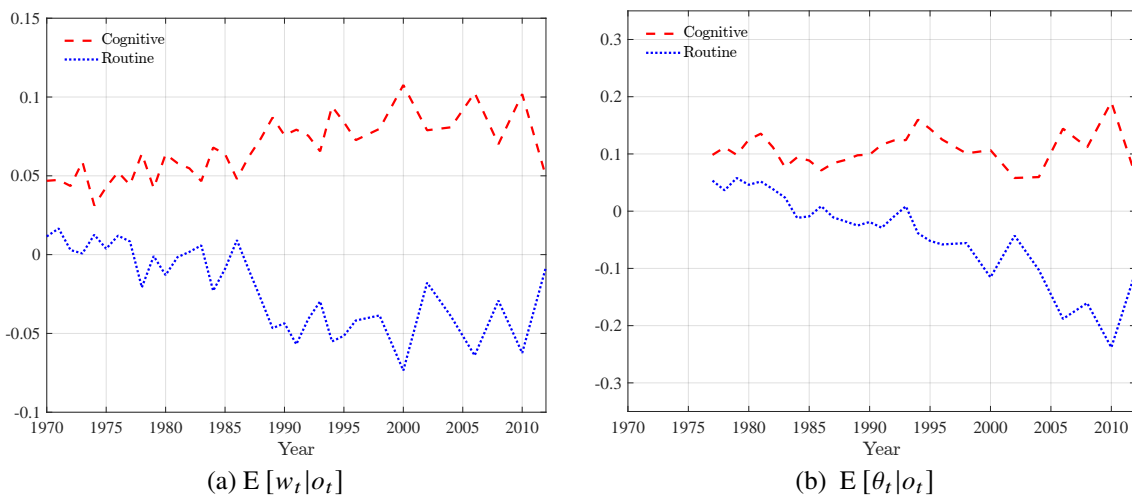 0.15
Cognitive
Routine
0.1
0.05
0
-0.05
-0.1
1970 1975 1980 1985 1990 1995 2000 2005 2010
Year
(a) E [w_t|o_t]
0.3
Cognitive
Routine
0.2
0.1
0
-0.1
-0.2
-0.3
1970 1975 1980 1985 1990 1995 2000 2005 2010
Year
(b) E [θ_t|o_t]